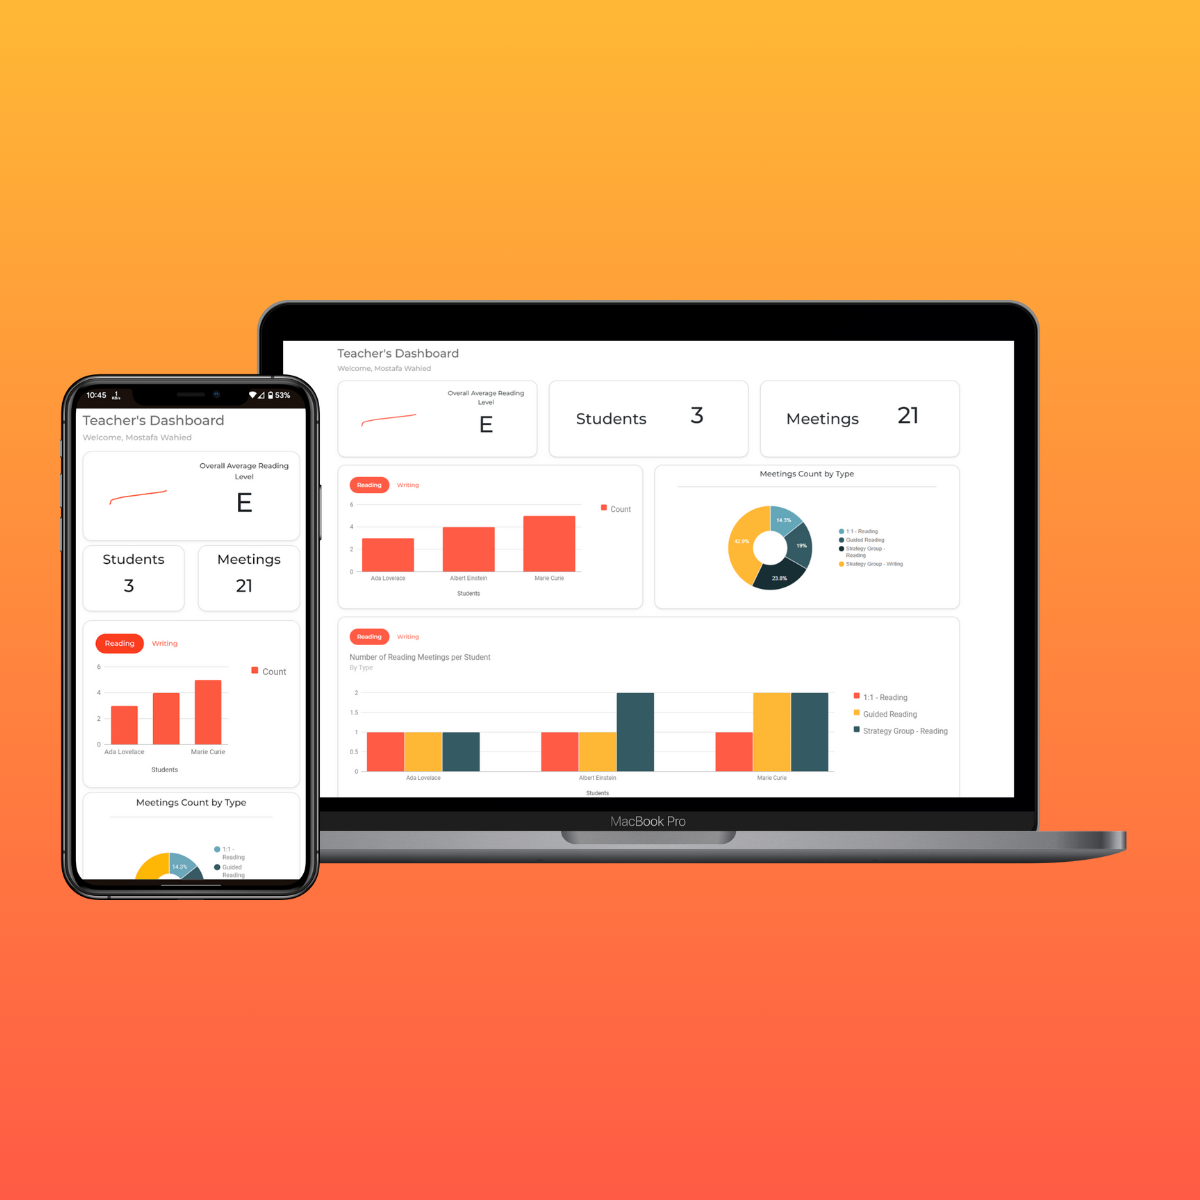 10:45
53%
Teacher's Dashboard
Welcome, Mostafa Wahied
Overall Average Reading
Level
E
Students
3
Meetings
21
Reading
Writing
6
4
2
0
Count
Ada Lovelace
Marie Curie
Students
Meetings Count by Type
14.3%
1:1 -
Reading
Guided
Reading
Teacher's Dashboard
Welcome, Mostafa Wahied
Overall Average Reading
Level
E
Students
3
Meetings
21
Reading
Writing
6
4
2
0
Count
Ada Lovelace
Albert Einstein
Marie Curie
Students
Meetings Count by Type
14.3%
19%
23.8%
42.9%
1:1 - Reading
Guided Reading
Strategy Group -
Reading
Strategy Group - Writing
Reading
Writing
Number of Reading Meetings per Student
By Type
2
1.5
1
0.5
0
1:1 - Reading
Guided Reading
Strategy Group - Reading
Ada Lovelace
Albert Einstein
Marie Curie
Students
MacBook Pro